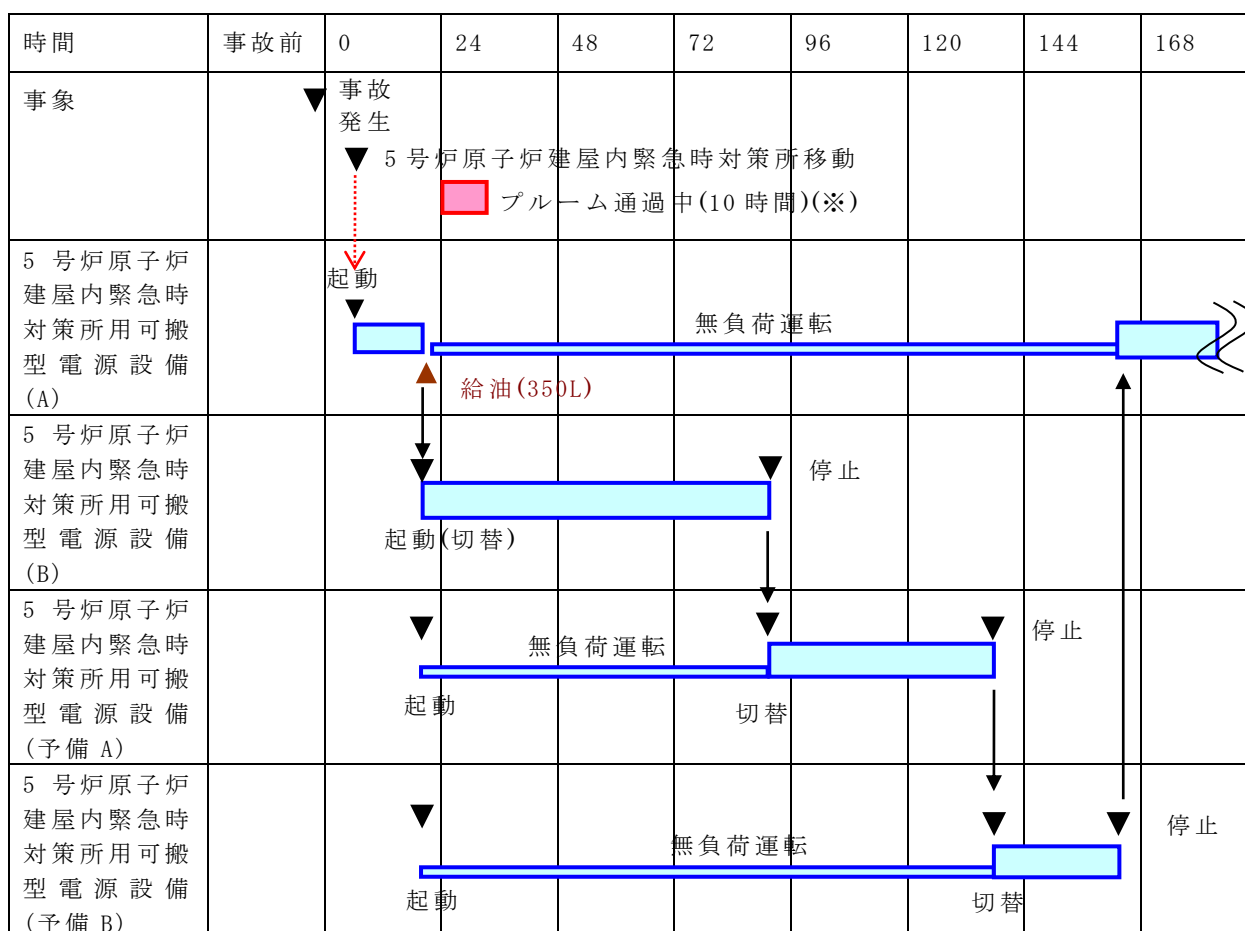 時間 事故前 0 24 48 72 96 120 144 168
事象
事故
発生
5号炉原子炉建屋内緊急時対策所移動
プルーム通過中(10時間)(※)
5 号炉原子炉
建屋内緊急時
対策所用可搬
型電源設備
(A)
起動
無負荷運転
給油(350L)
5 号炉原子炉
建屋内緊急時
対策所用可搬
型電源設備
(B)
停止
起動(切替)
5 号炉原子炉
建屋内緊急時
対策所用可搬
型電源設備
(予備 A)
無負荷運転
停止
起動
切替
5 号炉原子炉
建屋内緊急時
対策所用可搬
型電源設備
(予備 B)
無負荷運転
停止
起動
切替